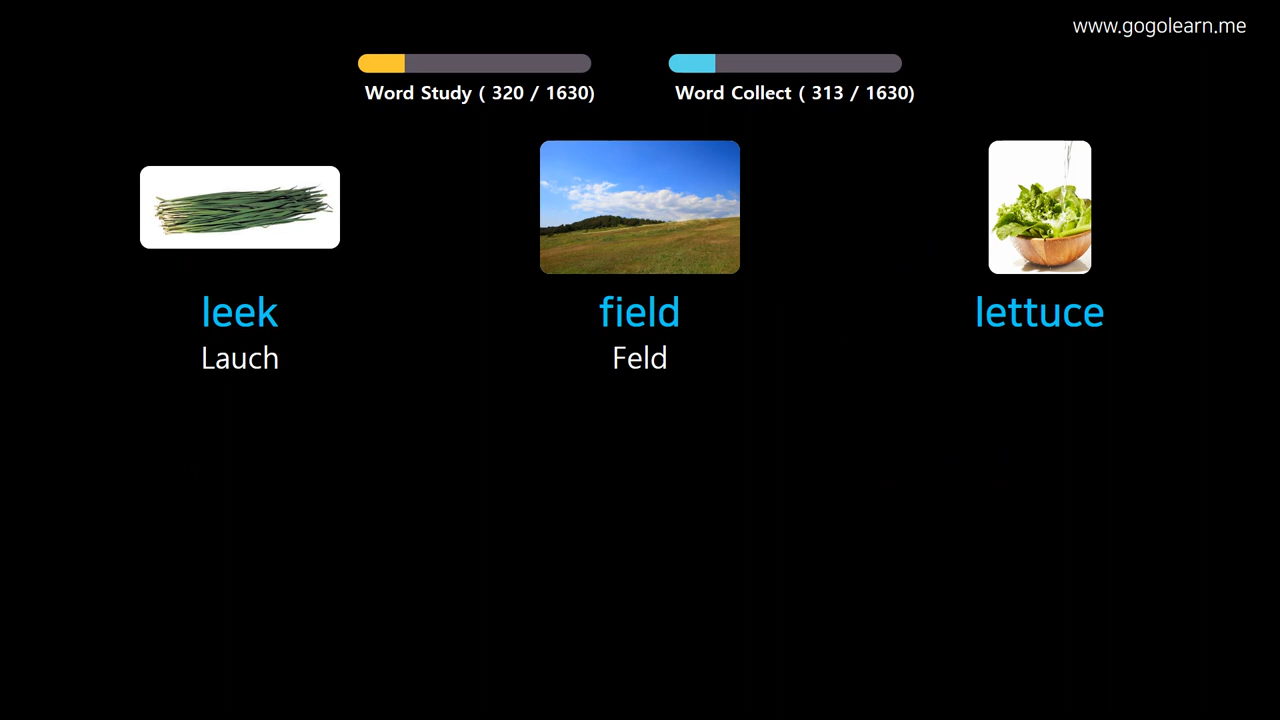 www.gogolearn.me
Word Study ( 320 / 1630)
Word Collect ( 313 / 1630)
leek
field
lettuce
Lauch
Feld